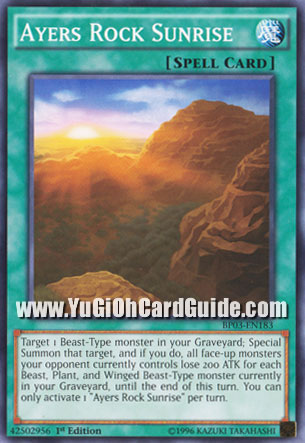 AYERS ROCK SUNRISE
[SPELL CARD]
www.YuGiOhCardGuide.com
BP03-EN183
Target 1 Beast-Type monster in your Graveyard; Special
Summon that target, and if you do, all face-up monsters
your opponent currently controls lose 200 ATK for each
Beast, Plant, and Winged Beast-Type monster currently
in your Graveyard, until the end of this turn. You can
only activate 1 "Ayers Rock Sunrise" per turn.
42502956 1st Edition ©1996 KAZUKI TAKAHASHI